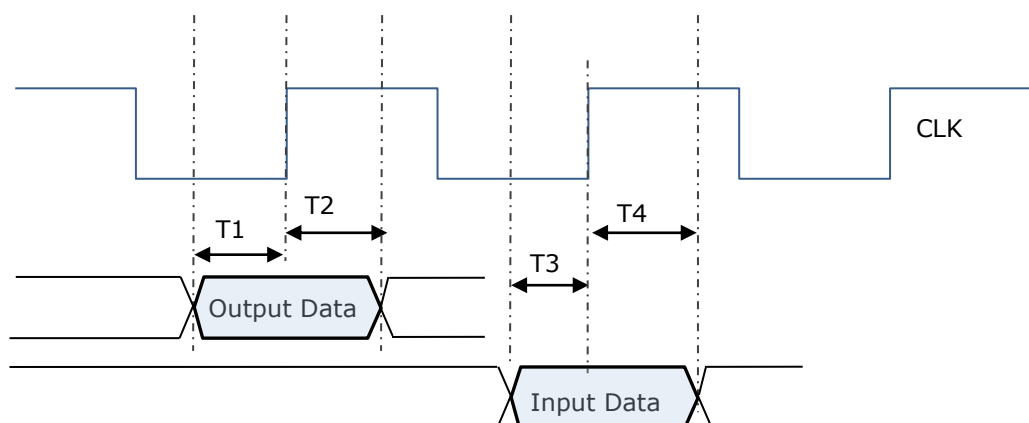 CLK
T2
T1
T4
T3
Output Data
Input Data